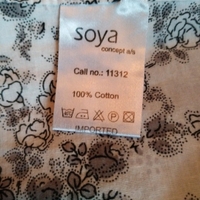 soya
concept a/s
Call no.: 11312
100% Cotton
IMPORTED